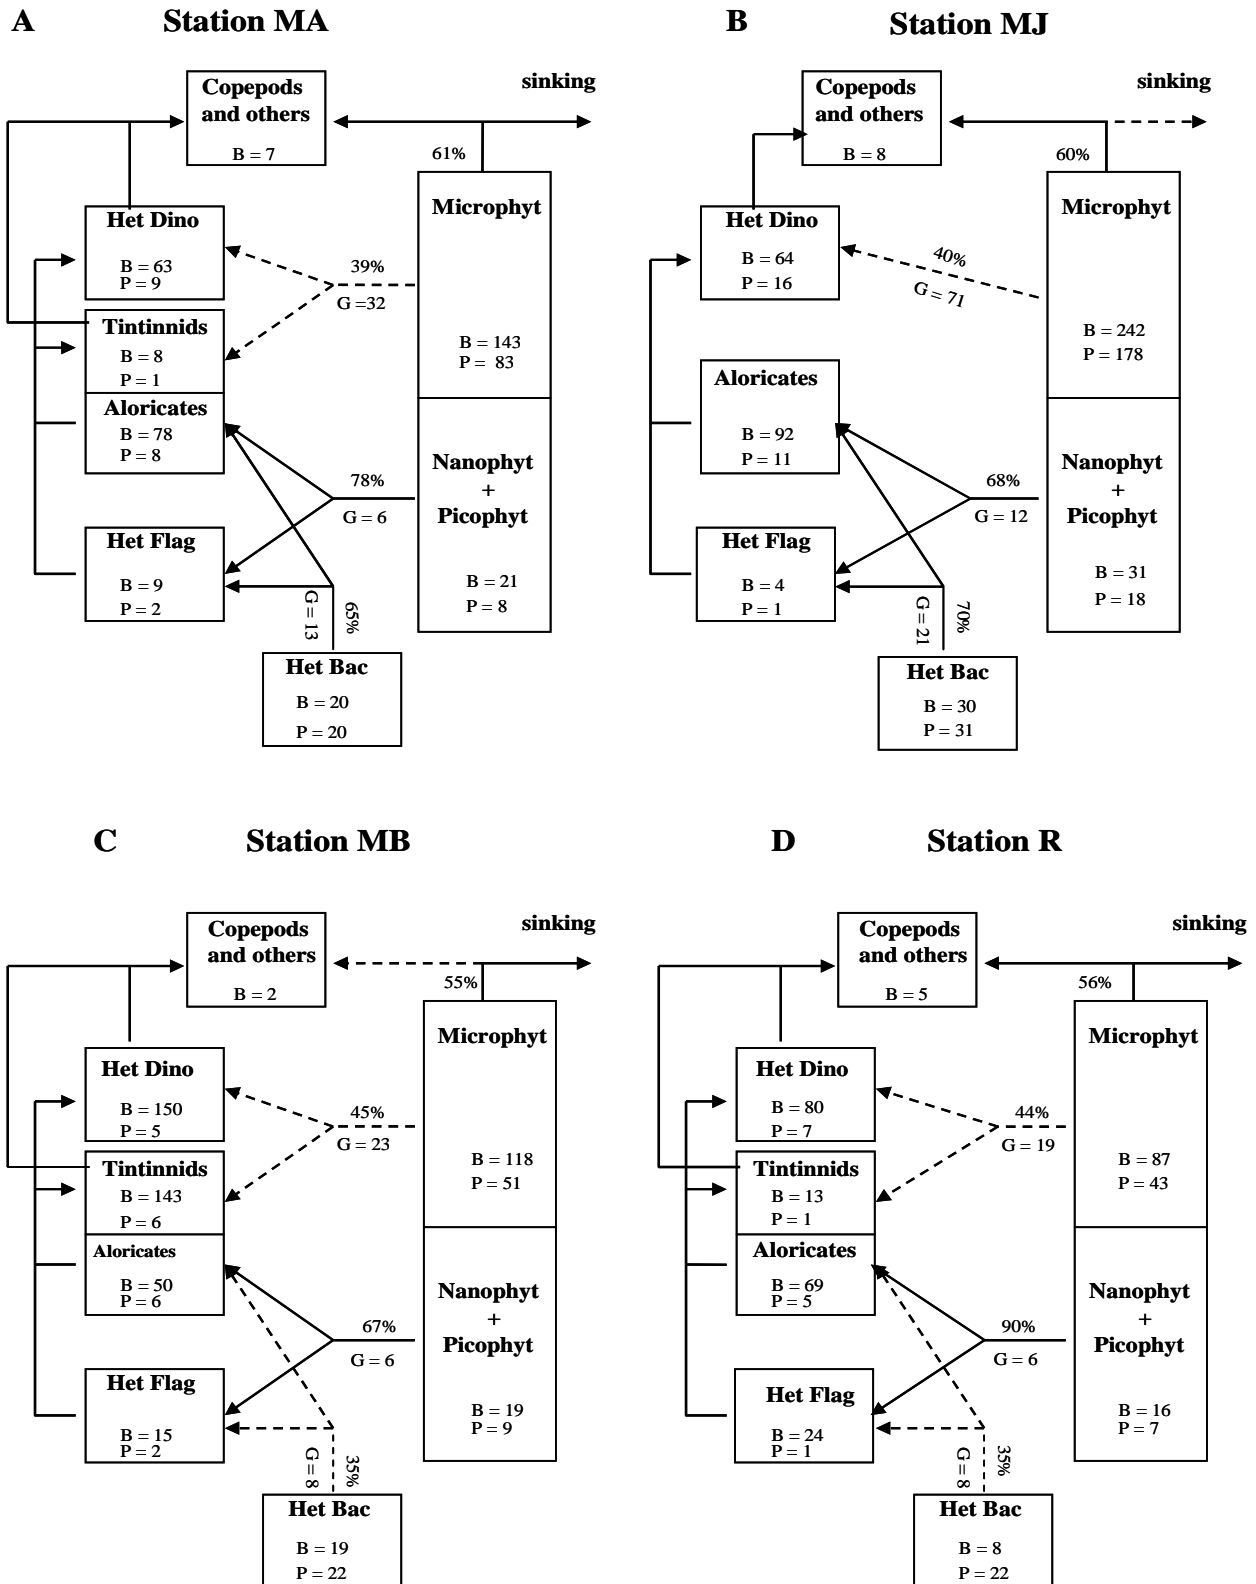 A
Station MA
Copepods
and others
B = 7
sinking
61%
Het Dino
B = 63
P = 9
39%
G =32
Microphyt
B = 143
P = 83
Tintinnids
B = 8
P = 1
Aloricates
B = 78
P = 8
78%
G = 6
Nanophyt
+
Picophyt
B = 21
P = 8
Het Flag
B = 9
P = 2
G = 13
65%
Het Bac
B = 20
P = 20
B
Station MJ
Copepods
and others
B = 8
sinking
60%
Het Dino
B = 64
P = 16
40%
G = 71
Microphyt
B = 242
P = 178
Aloricates
B = 92
P = 11
68%
G = 12
Nanophyt
+
Picophyt
B = 31
P = 18
Het Flag
B = 4
P = 1
G = 21
70%
Het Bac
B = 30
P = 31
C
Station MB
Copepods
and others
B = 2
sinking
55%
Het Dino
B = 150
P = 5
45%
G = 23
Microphyt
B = 118
P = 51
Tintinnids
B = 143
P = 6
Aloricates
B = 50
P = 6
67%
G = 6
Nanophyt
+
Picophyt
B = 19
P = 9
Het Flag
B = 15
P = 2
G = 8
35%
Het Bac
B = 19
P = 22
D
Station R
Copepods
and others
B = 5
sinking
56%
Het Dino
B = 80
P = 7
44%
G = 19
Microphyt
B = 87
P = 43
Tintinnids
B = 13
P = 1
Aloricates
B = 69
P = 5
90%
G = 6
Nanophyt
+
Picophyt
B = 16
P = 7
Het Flag
B = 24
P = 1
G = 8
35%
Het Bac
B = 8
P = 22